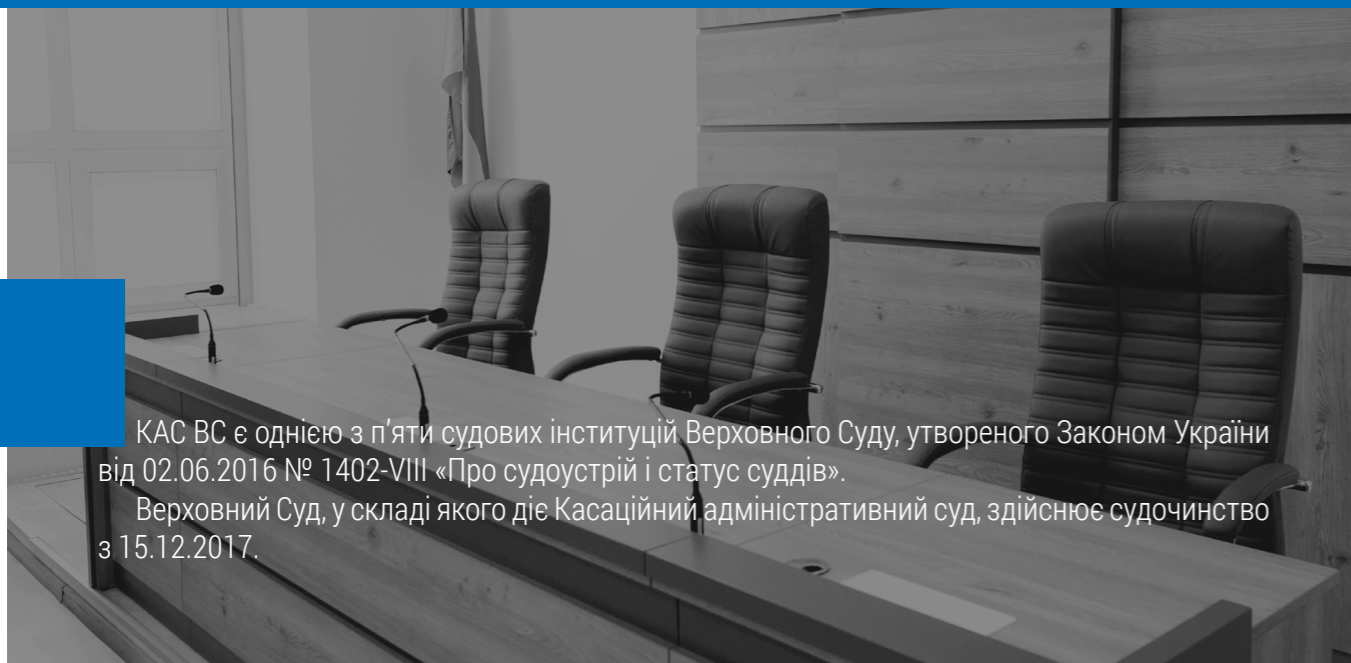 КАС ВС є однією з п'яти судових інституцій Верховного Суду, утвореного Законом України
від 02.06.2016 № 1402-VIII «Про судоустрій і статус суддів».
Верховний Суд, у складі якого діє Касаційний адміністративний суд, здійснює судочинство
з 15.12.2017.